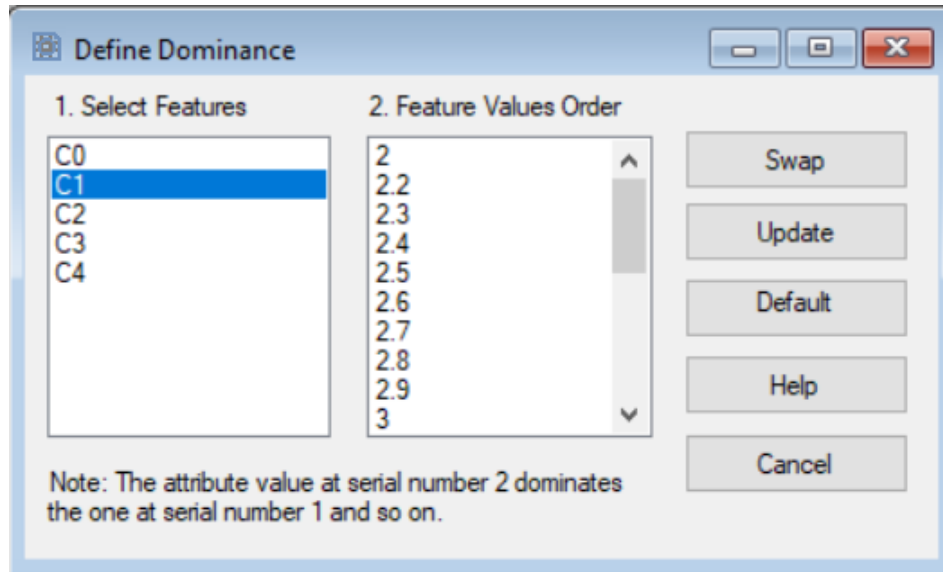 Define Dominance
1. Select Features
2. Feature Values Order
C0
C1
C2
C3
C4
2
2.2
2.3
2.4
2.5
2.6
2.7
2.8
2.9
3
Swap
Update
Default
Help
Cancel
Note: The attribute value at serial number 2 dominates
the one at serial number 1 and so on.